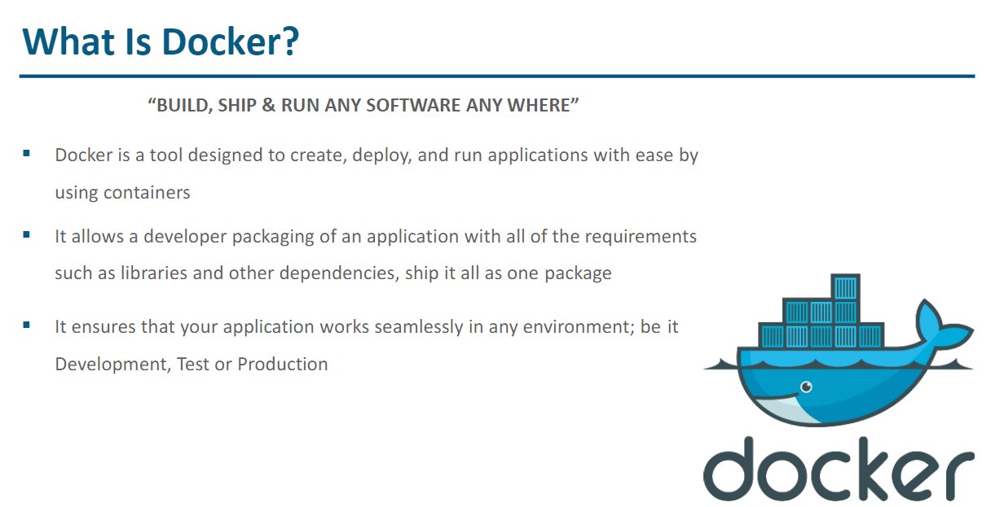 What Is Docker?
“BUILD, SHIP & RUN ANY SOFTWARE ANY WHERE”
▪ Docker is a tool designed to create, deploy, and run applications with ease by
using containers
▪ It allows a developer packaging of an application with all of the requirements
such as libraries and other dependencies, ship it all as one package
▪ It ensures that your application works seamlessly in any environment; be it
Development, Test or Production
docker